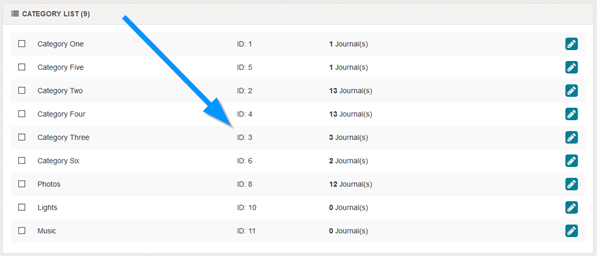 CATEGORY LIST (9)
Category One ID: 1 1 Journal(s)
Category Five ID: 5 1 Journal(s)
Category Two ID: 2 13 Journal(s)
Category Four ID: 4 13 Journal(s)
Category Three ID: 3 3 Journal(s)
Category Six ID: 6 2 Journal(s)
Photos ID: 8 12 Journal(s)
Lights ID: 10 0 Journal(s)
Music ID: 11 0 Journal(s)